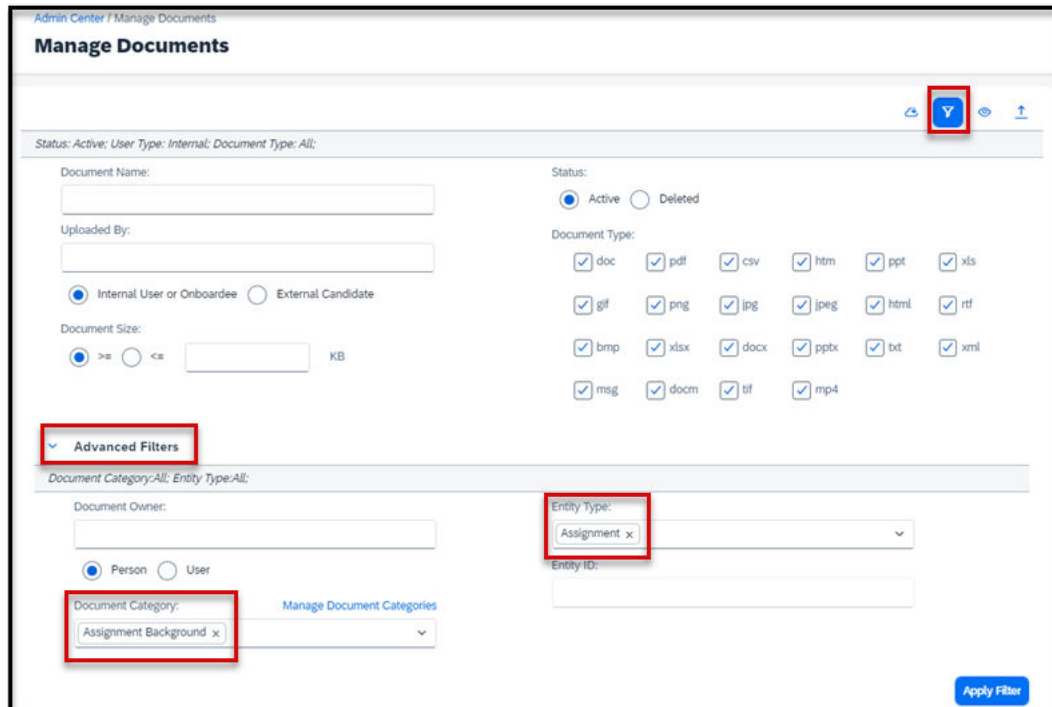 Admin Center / Manage Documents
Manage Documents
Status: Active; User Type: Internal; Document Type: All;
Document Name:
Status:
Active Deleted
Uploaded By:
Document Type:
doc pdf csv htm ppt xls
Internal User or Onboardee External Candidate
gif png jpg jpeg html rtf
Document Size:
>= <= KB
bmp xlsx docx pptx txt xml
msg docm tif mp4
Advanced Filters
Document Category:All; Entity Type:All;
Document Owner:
Entity Type:
Assignment ×
Person User
Entity ID:
Document Category: Manage Document Categories
Assignment Background ×
Apply Filter